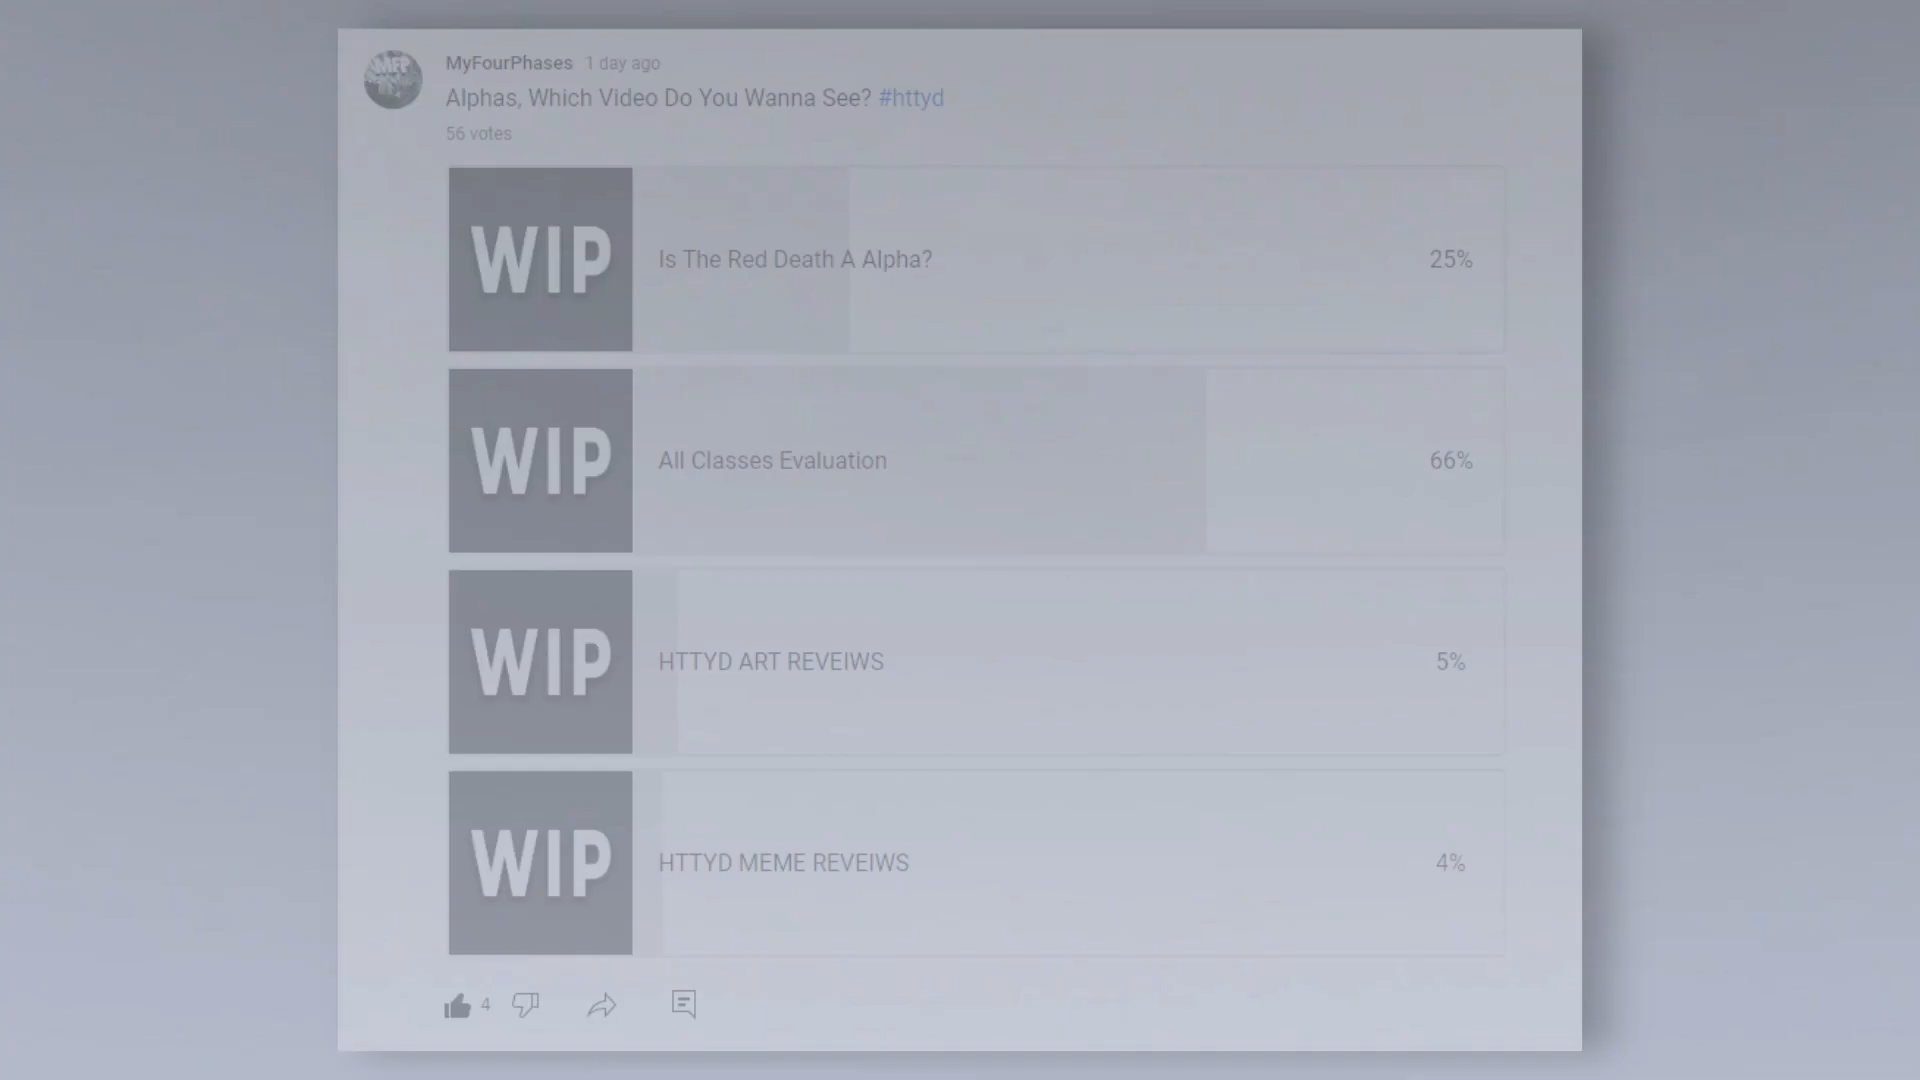 MFP
MyFourPhases 1 day ago
Alphas, Which Video Do You Wanna See? #httyd
56 votes
WIP
Is The Red Death A Alpha?
25%
WIP
All Classes Evaluation
66%
WIP
HTTYD ART REVEIWS
5%
WIP
HTTYD MEME REVEIWS
4%
4